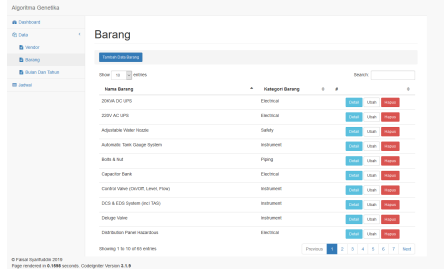 Algoritma Genetika
Dashboard
Data
Vendor
Barang
Bulan Dan Tahun
Jadwal
Barang
Tambah Data Barang
Show 10 entries
Search:
Nama Barang Kategori Barang #
200VA DC UPS Electrical Detail Ubah Hapus
220V AC UPS Electrical Detail Ubah Hapus
Adjustable Water Nozzle Safety Detail Ubah Hapus
Automatic Tank Gauge System Instrument Detail Ubah Hapus
Bolts & Nut Piping Detail Ubah Hapus
Capacitor Bank Electrical Detail Ubah Hapus
Control Valve (On/Off, Level, Flow) Instrument Detail Ubah Hapus
DCS & EDS System (incl TAS) Instrument Detail Ubah Hapus
Deluge Valve Instrument Detail Ubah Hapus
Distribution Panel Hazardous Electrical Detail Ubah Hapus
Showing 1 to 10 of 65 entries
Previous 1 2 3 4 5 6 7 Next
2019
Page rendered in 0.1686 seconds. CodeIgniter Version 3.1.9